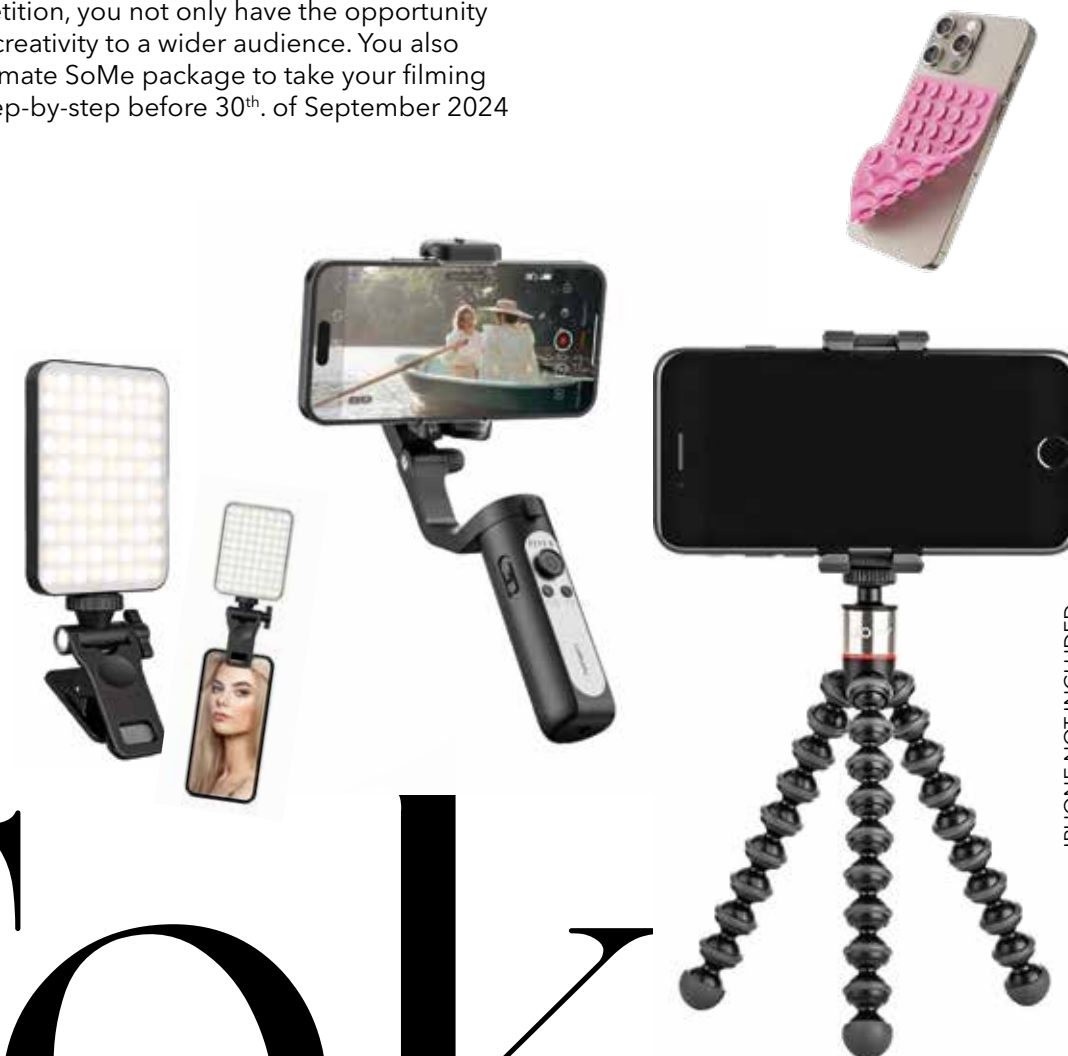 etition, you not only have the opportunity
creativity to a wider audience. You also
mate SoMe package to take your filming
ep-by-step before 30th. of September 2024
IPHONE NOT INCLUDED
ok